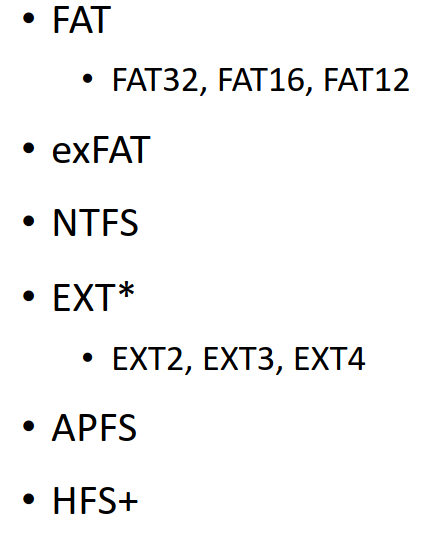 • FAT
• FAT32, FAT16, FAT12
• exFAT
• NTFS
• EXT*
• EXT2, EXT3, EXT4
• APFS
• HFS+